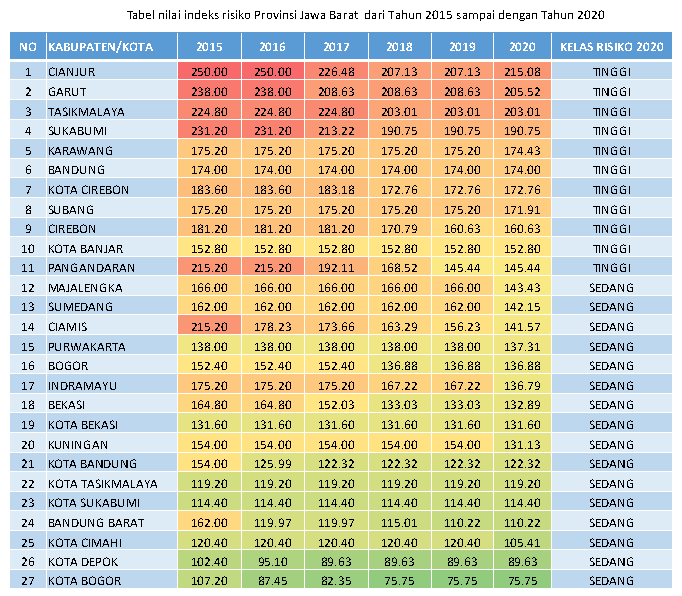 Tabel nilai indeks risiko Provinsi Jawa Barat dari Tahun 2015 sampai dengan Tahun 2020
NO KABUPATEN/KOTA 2015 2016 2017 2018 2019 2020 KELAS RISIKO 2020
1 CIANJUR 250.00 250.00 226.48 207.13 207.13 215.08 TINGGI
2 GARUT 238.00 238.00 208.63 208.63 208.63 205.52 TINGGI
3 TASIKMALAYA 224.80 224.80 224.80 203.01 203.01 203.01 TINGGI
4 SUKABUMI 231.20 231.20 213.22 190.75 190.75 190.75 TINGGI
5 KARAWANG 175.20 175.20 175.20 175.20 175.20 174.43 TINGGI
6 BANDUNG 174.00 174.00 174.00 174.00 174.00 174.00 TINGGI
7 KOTA CIREBON 183.60 183.60 183.18 172.76 172.76 172.76 TINGGI
8 SUBANG 175.20 175.20 175.20 175.20 175.20 171.91 TINGGI
9 CIREBON 181.20 181.20 181.20 170.79 160.63 160.63 TINGGI
10 KOTA BANJAR 152.80 152.80 152.80 152.80 152.80 152.80 TINGGI
11 PANGANDARAN 215.20 215.20 192.11 168.52 145.44 145.44 TINGGI
12 MAJALENGKA 166.00 166.00 166.00 166.00 166.00 143.43 SEDANG
13 SUMEDANG 162.00 162.00 162.00 162.00 162.00 142.15 SEDANG
14 CIAMIS 215.20 178.23 173.66 163.29 156.23 141.57 SEDANG
15 PURWAKARTA 138.00 138.00 138.00 138.00 138.00 137.31 SEDANG
16 BOGOR 152.40 152.40 152.40 136.88 136.88 136.88 SEDANG
17 INDRAMAYU 175.20 175.20 175.20 167.22 167.22 136.79 SEDANG
18 BEKASI 164.80 164.80 152.03 133.03 133.03 132.89 SEDANG
19 KOTA BEKASI 131.60 131.60 131.60 131.60 131.60 131.60 SEDANG
20 KUNINGAN 154.00 154.00 154.00 154.00 154.00 131.13 SEDANG
21 KOTA BANDUNG 154.00 125.99 122.32 122.32 122.32 122.32 SEDANG
22 KOTA TASIKMALAYA 119.20 119.20 119.20 119.20 119.20 119.20 SEDANG
23 KOTA SUKABUMI 114.40 114.40 114.40 114.40 114.40 114.40 SEDANG
24 BANDUNG BARAT 162.00 119.97 119.97 115.01 110.22 110.22 SEDANG
25 KOTA CIMAHI 120.40 120.40 120.40 120.40 120.40 105.41 SEDANG
26 KOTA DEPOK 102.40 95.10 89.63 89.63 89.63 89.63 SEDANG
27 KOTA BOGOR 107.20 87.45 82.35 75.75 75.75 75.75 SEDANG